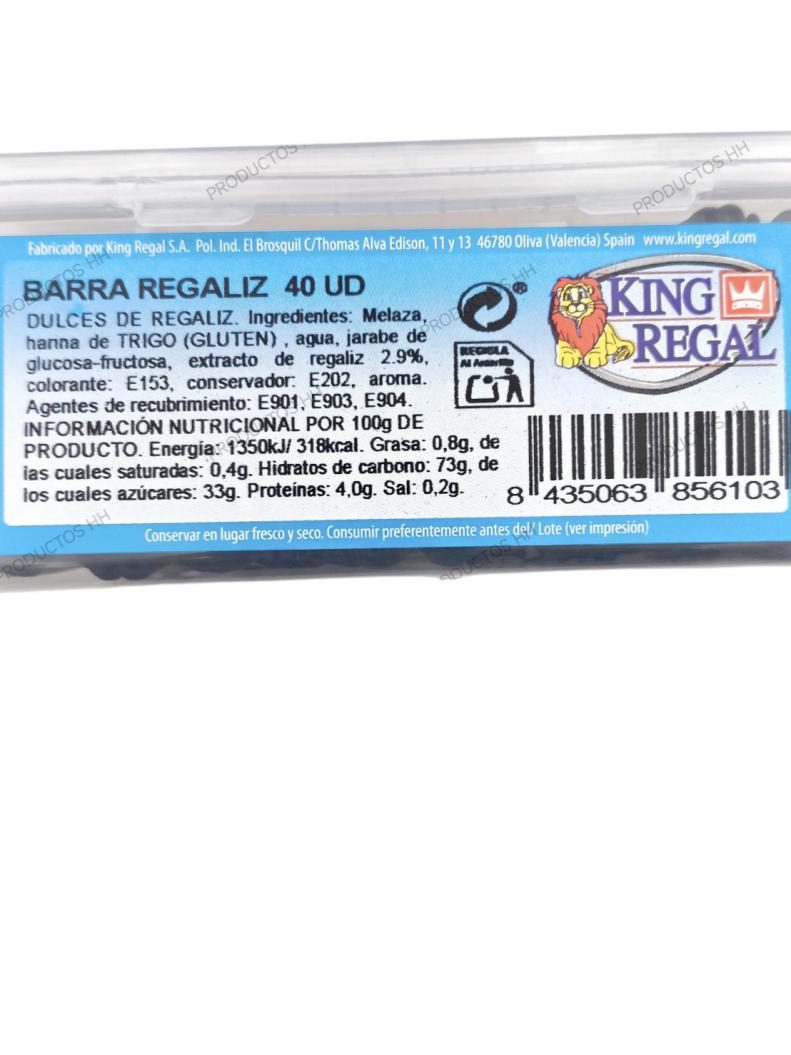 PRODUCTOS HH
PRODUCTOS HH
Fabricado por King Regal S.A. Pol. Ind. El Brosquil C/Thomas Alva Edison, 11 y 13 46780 Oliva (Valencia) Spain www.kingregal.com
BARRA REGALIZ 40 UD
DULCES DE REGALIZ. Ingredientes: Melaza,
hanna de TRIGO (GLUTEN) , agua, jarabe de
glucosa-fructosa, extracto de regaliz 2.9%,
colorante: E153, conservador: E202, aroma.
Agentes de recubrimiento: E901, E903, E904.
INFORMACIÓN NUTRICIONAL POR 100g DE
PRODUCTO. Energía: 1350kJ/ 318kcal. Grasa: 0,8g, de
las cuales saturadas: 0,4g. Hidratos de carbono: 73g, de
los cuales azúcares: 33g. Proteínas: 4,0g. Sal: 0,2g.
®
RECICLA
Al Amarillo
KING
REGAL
8 435063 856103
Conservar en lugar fresco y seco. Consumir preferentemente antes del/ Lote (ver impresión)
PRODUCTOS HH
PRODUCTOS HH